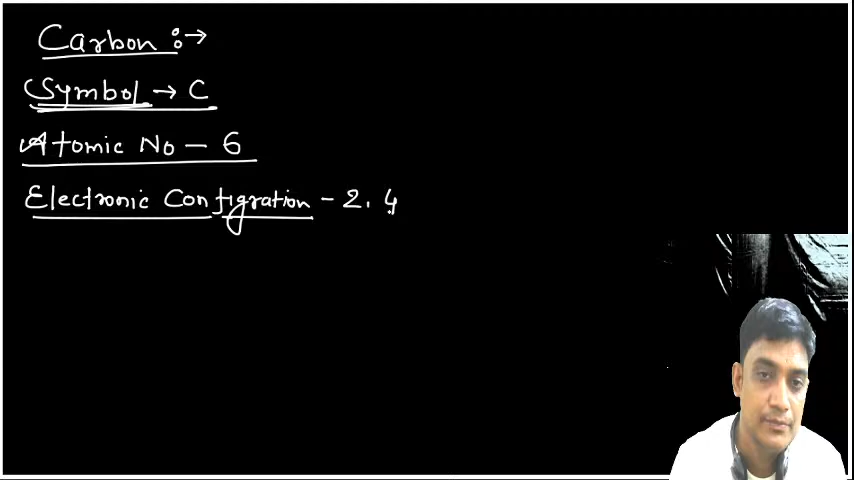 Carbon :→
Symbol → C
Atomic No - 6
Electronic Configration - 2, 4